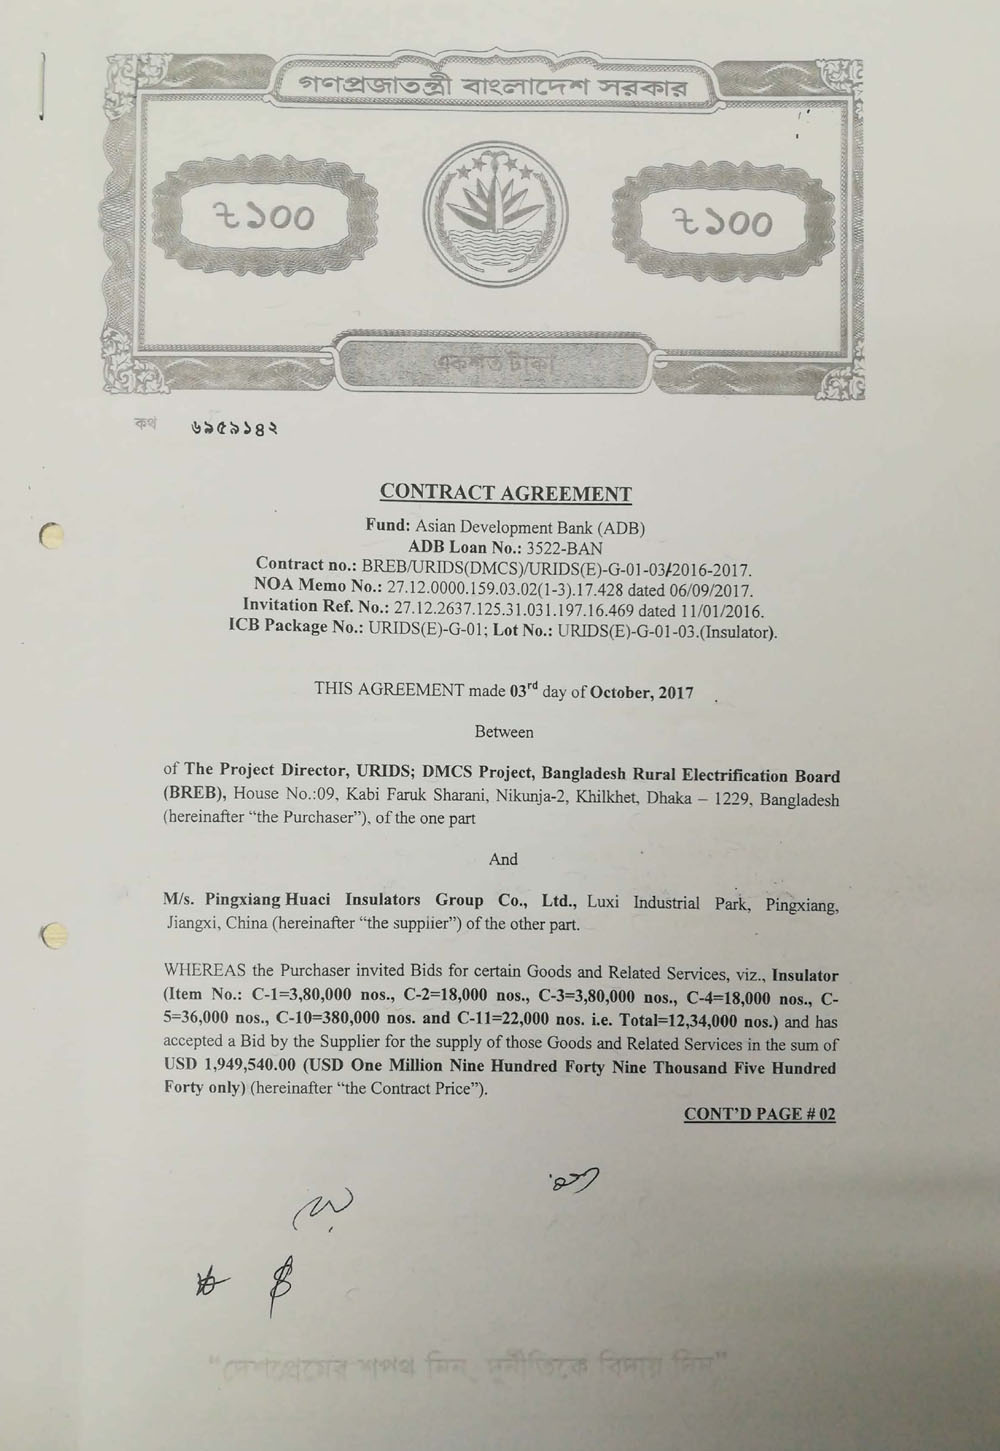 গণপ্রজাতন্ত্রী বাংলাদেশ সরকার
৳১০০
৳১০০
একশত টাকা
কথ ৬৯৫৯১৪২
CONTRACT AGREEMENT
Fund: Asian Development Bank (ADB)
ADB Loan No.: 3522-BAN
Contract no.: BREB/URIDS(DMCS)/URIDS(E)-G-01-03/2016-2017.
NOA Memo No.: 27.12.0000.159.03.02(1-3).17.428 dated 06/09/2017.
Invitation Ref. No.: 27.12.2637.125.31.031.197.16.469 dated 11/01/2016.
ICB Package No.: URIDS(E)-G-01; Lot No.: URIDS(E)-G-01-03.(Insulator).
THIS AGREEMENT made 03rd day of October, 2017
Between
of The Project Director, URIDS; DMCS Project, Bangladesh Rural Electrification Board
(BREB), House No.:09, Kabi Faruk Sharani, Nikunja-2, Khilkhet, Dhaka – 1229, Bangladesh
(hereinafter “the Purchaser”), of the one part
And
M/s. Pingxiang Huaci Insulators Group Co., Ltd., Luxi Industrial Park, Pingxiang,
Jiangxi, China (hereinafter “the supplier”) of the other part.
WHEREAS the Purchaser invited Bids for certain Goods and Related Services, viz., Insulator
(Item No.: C-1=3,80,000 nos., C-2=18,000 nos., C-3=3,80,000 nos., C-4=18,000 nos., C-
5=36,000 nos., C-10=380,000 nos. and C-11=22,000 nos. i.e. Total=12,34,000 nos.) and has
accepted a Bid by the Supplier for the supply of those Goods and Related Services in the sum of
USD 1,949,540.00 (USD One Million Nine Hundred Forty Nine Thousand Five Hundred
Forty only) (hereinafter “the Contract Price”).
CONT’D PAGE # 02
“দেশপ্রেমের শপথ নিন, দুর্নীতিকে বিদায় দিন”